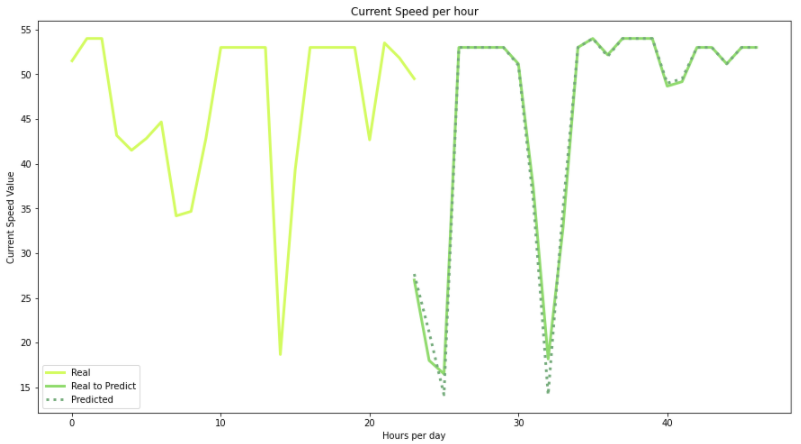 Current Speed per hour
Current Speed Value
55
50
45
40
35
30
25
20
15
Real
Real to Predict
Predicted
0 10 20 30 40
Hours per day